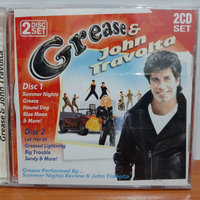 2 DISC SET
2CD SET
Grease &
John Travolta
Disc 1
Summer Nights
Grease
Hound Dog
Blue Moon
& More!
Disc 2
Let Her In
Greased Lightning
Big Trouble
Sandy & More!
Grease Performed By...
Summer Nights Review & John Travolta
Grease & John Travolta